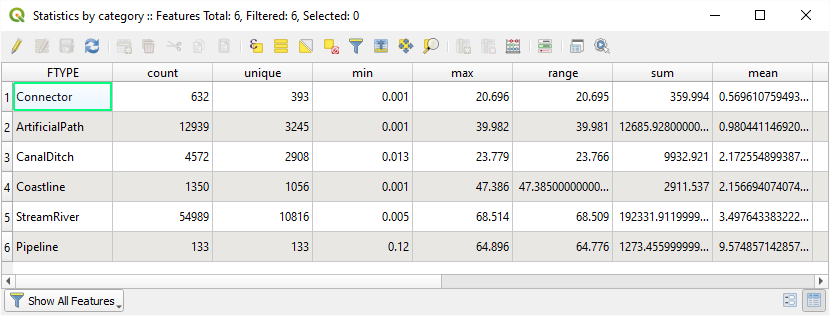 Statistics by category :: Features Total: 6, Filtered: 6, Selected: 0
FTYPE count unique min max range sum mean
1 Connector 632 393 0.001 20.696 20.695 359.994 0.569610759493...
2 ArtificialPath 12939 3245 0.001 39.982 39.981 12685.92800000... 0.980441146920...
3 CanalDitch 4572 2908 0.013 23.779 23.766 9932.921 2.172554899387...
4 Coastline 1350 1056 0.001 47.386 47.38500000000... 2911.537 2.156694074074...
5 StreamRiver 54989 10816 0.005 68.514 68.509 192331.9119999... 3.497643383222...
6 Pipeline 133 133 0.12 64.896 64.776 1273.455999999... 9.574857142857...
Show All Features